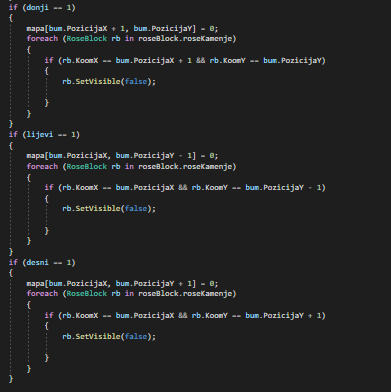 if (donji == 1)
{
mapa[bum.PozicijaX + 1, bum.PozicijaY] = 0;
foreach (RoseBlock rb in roseBlock.roseKamenje)
{
if (rb.KoomX == bum.PozicijaX + 1 && rb.KoomY == bum.PozicijaY)
{
rb.SetVisible(false);
}
}
}
if (lijevi == 1)
{
mapa[bum.PozicijaX, bum.PozicijaY - 1] = 0;
foreach (RoseBlock rb in roseBlock.roseKamenje)
{
if (rb.KoomX == bum.PozicijaX && rb.KoomY == bum.PozicijaY - 1)
{
rb.SetVisible(false);
}
}
}
if (desni == 1)
{
mapa[bum.PozicijaX, bum.PozicijaY + 1] = 0;
foreach (RoseBlock rb in roseBlock.roseKamenje)
{
if (rb.KoomX == bum.PozicijaX && rb.KoomY == bum.PozicijaY + 1)
{
rb.SetVisible(false);
}
}
}